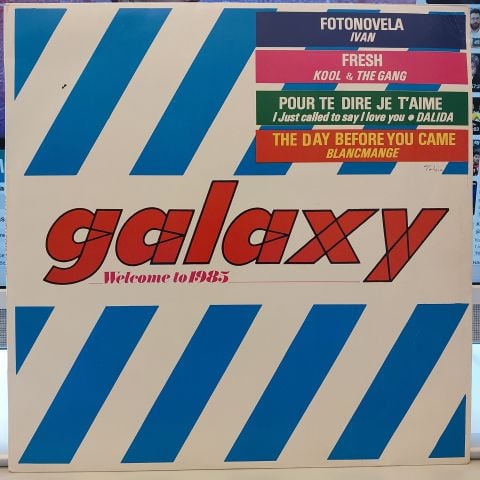 FOTONOVELA
IVAN
FRESH
KOOL & THE GANG
POUR TE DIRE JE T'AIME
I Just called to say I love you ● DALIDA
THE DAY BEFORE YOU CAME
BLANCMANGE
galaxy
Welcome to 1985